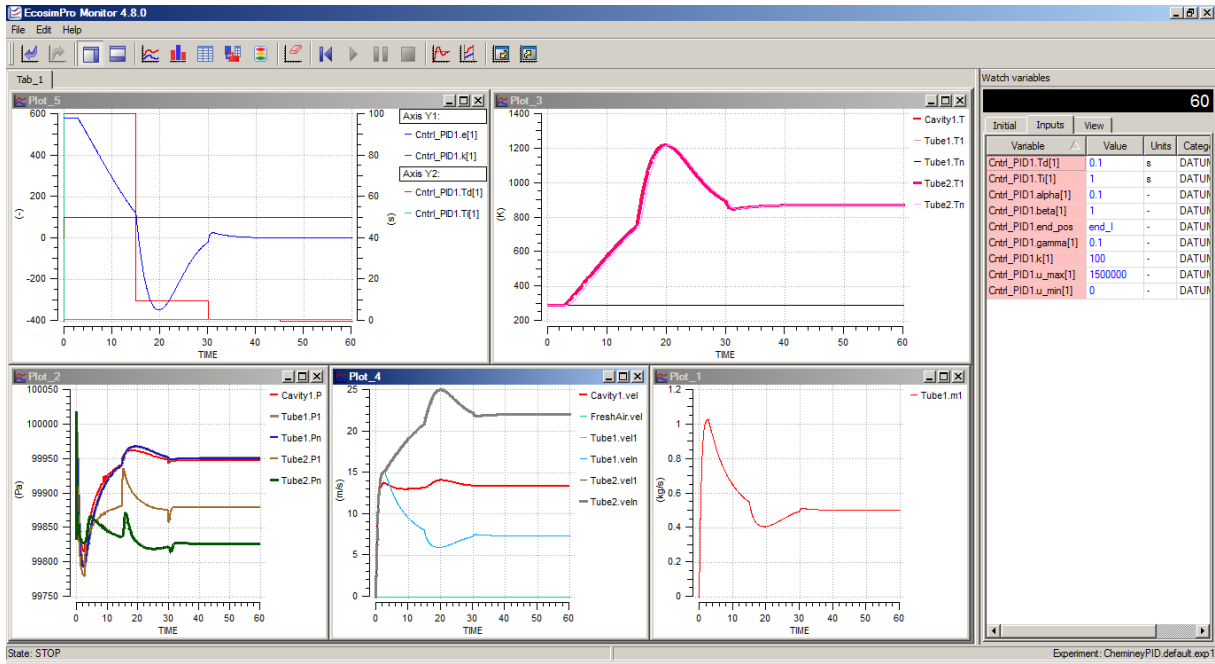 EcosimPro Monitor 4.8.0
File Edit Help
Tab_1
Plot_5
600
400
200
0
-200
-400
(-)
100
80
60
40
20
0
(s)
0 10 20 30 40 50 60
TIME
Axis Y1:
Cntrl_PID1.e[1]
Cntrl_PID1.k[1]
Axis Y2:
Cntrl_PID1.Td[1]
Cntrl_PID1.Ti[1]
Plot_3
1400
1200
1000
800
600
400
200
(K)
0 10 20 30 40 50 60
TIME
Cavity1.T
Tube1.T1
Tube1.Tn
Tube2.T1
Tube2.Tn
Plot_2
100050
100000
99950
99900
99850
99800
99750
(Pa)
0 10 20 30 40 50 60
TIME
Cavity1.P
Tube1.P1
Tube1.Pn
Tube2.P1
Tube2.Pn
Plot_4
25
20
15
10
5
0
(m/s)
0 10 20 30 40 50 60
TIME
Cavity1.vel
FreshAir.vel
Tube1.vel1
Tube1.veln
Tube2.vel1
Tube2.veln
Plot_1
1.2
1
0.8
0.6
0.4
0.2
0
(kg/s)
0 10 20 30 40 50 60
TIME
Tube1.m1
Watch variables
60
Initial Inputs View
Variable Value Units Categ
Cntrl_PID1.Td[1] 0.1 s DATUM
Cntrl_PID1.Ti[1] 1 s DATUM
Cntrl_PID1.alpha[1] 0.1 - DATUM
Cntrl_PID1.beta[1] 1 - DATUM
Cntrl_PID1.end_pos end_l - DATUM
Cntrl_PID1.gamma[1] 0.1 - DATUM
Cntrl_PID1.k[1] 100 - DATUM
Cntrl_PID1.u_max[1] 1500000 - DATUM
Cntrl_PID1.u_min[1] 0 - DATUM
State: STOP
Experiment: ChemineyPID.default.exp1